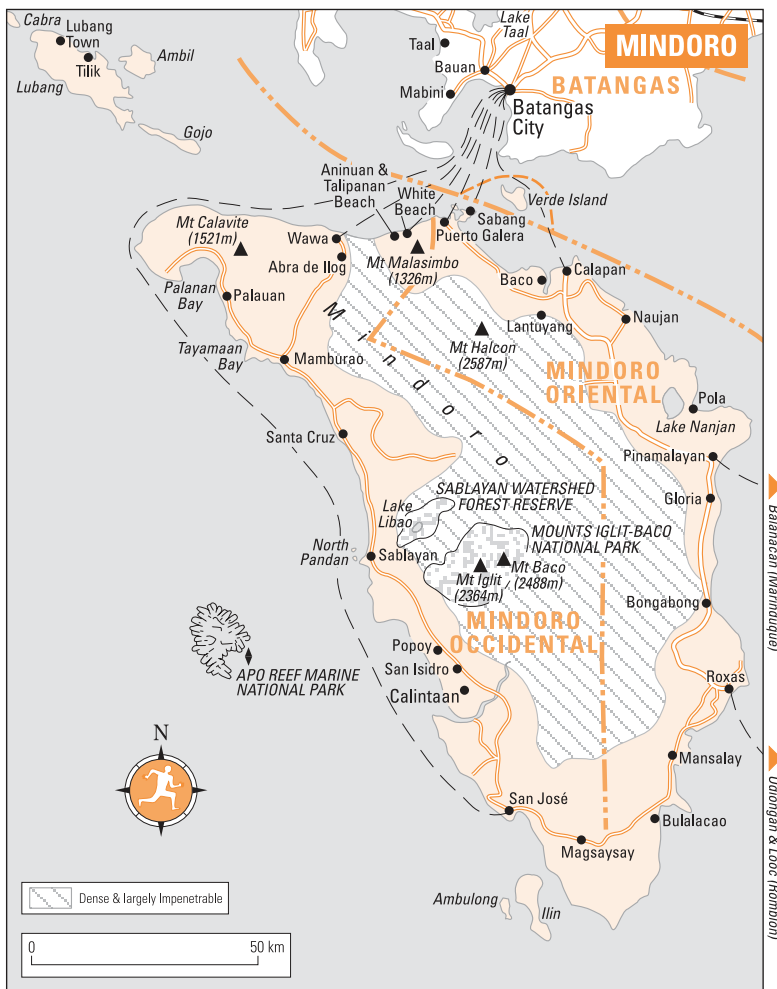 Cabra
Lubang
Town
Tilik
Ambil
Lubang
Gojo
Lake
Taal
Taal
MINDORO
Bauan
BATANGAS
Mabini
Batangas
City
Aninuan &
Talipanan
Beach
White
Beach
Verde Island
Sabang
Puerto Galera
Mt Calavite
(1521m)
Wawa
Abra de Ilog
Mt Malasimbo
(1326m)
Baco
Calapan
Palanan
Bay
Palauan
Lantuyang
Naujan
Mt Halcon
(2587m)
Tayamaan
Bay
Mamburao
Mindoro
MINDORO
ORIENTAL
Pola
Lake Nanjan
Santa Cruz
Pinamalayan
SABLAYAN WATERSHED
FOREST RESERVE
Gloria
Lake
Libao
MOUNTS IGLIT-BACO
NATIONAL PARK
North
Pandan
Sablayan
Mt Baco
(2488m)
Mt Iglit
(2364m)
Bongabong
MINDORO
OCCIDENTAL
Popoy
San Isidro
Calintaan
APO REEF MARINE
NATIONAL PARK
Roxas
N
Mansalay
San José
Bulalacao
Magsaysay
Ambulong
Ilin
Dense & largely Impenetrable
0 50 km
Balanacan (Marinduque)
Odiongan & Looc (Romblon)